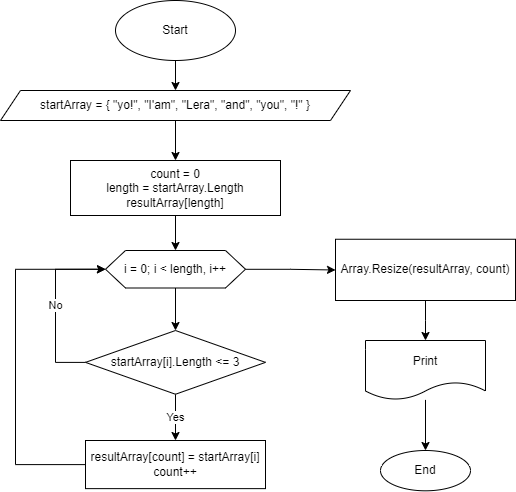 Start
startArray = { "yo!", "I'am", "Lera", "and", "you", "!" }
count = 0
length = startArray.Length
resultArray[length]
i = 0; i < length, i++
Array.Resize(resultArray, count)
No
startArray[i].Length <= 3
Print
Yes
resultArray[count] = startArray[i]
count++
End